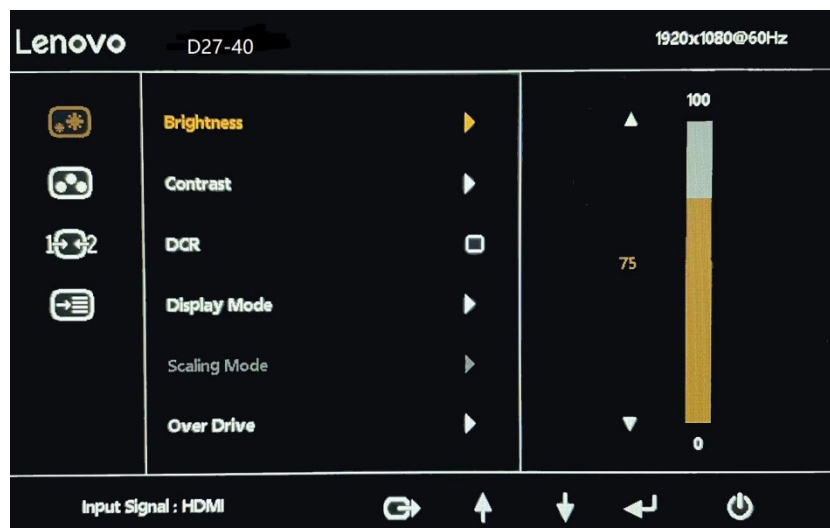 Lenovo D27-40 1920x1080@60Hz
Brightness
Contrast
1 2 DCR
Display Mode
Scaling Mode
Over Drive
100
75
0
Input Signal : HDMI